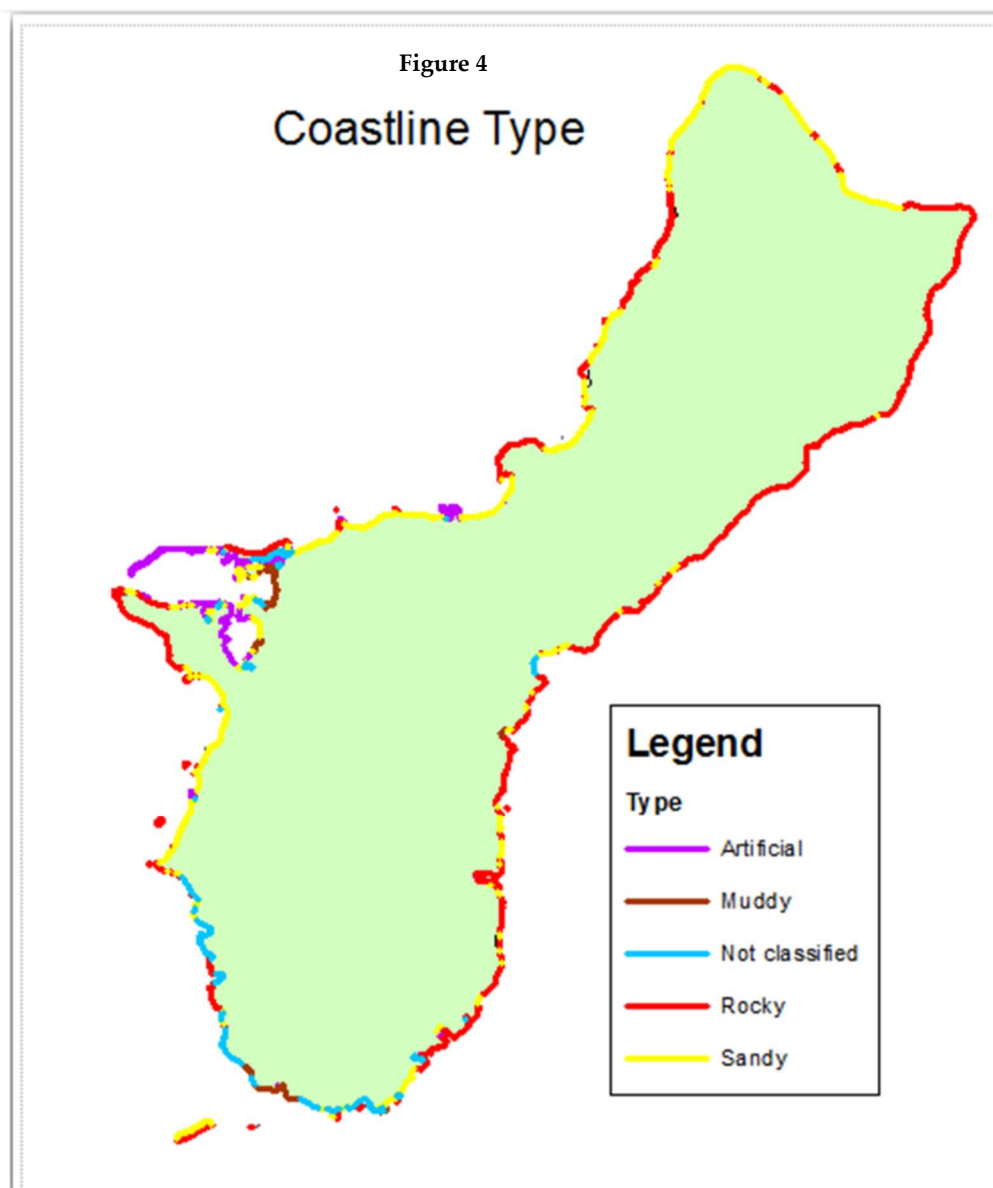 Figure 4
Coastline Type
Legend
Type
Artificial
Muddy
Not classified
Rocky
Sandy